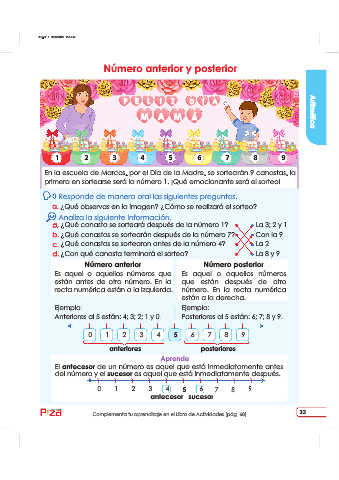 Número anterior y posterior
FELIZ DÍA
MAMÁ
1 2 3 4 5 6 7 8 9
Aritmética
En la escuela de Marcos, por el Día de la Madre, se sortearán 9 canastas, la
primera en sortearse será la número 1. ¡Qué emocionante será el sorteo!
Responde de manera oral las siguientes preguntas.
a. ¿Qué observas en la imagen? ¿Cómo se realizará el sorteo?
Analiza la siguiente información.
a. ¿Qué canasta se sorteará después de la número 1? La 3; 2 y 1
b. ¿Qué canastas se sortearán después de la número 7? Con la 9
c. ¿Qué canastas se sortearon antes de la número 4? La 2
d. ¿Con qué canasta terminará el sorteo? La 8 y 9
Número anterior
Es aquel o aquellos números que
están antes de otro número. En la
recta numérica están a la izquierda.
Ejemplo:
Anteriores al 5 están: 4; 3; 2; 1 y 0.
Número posterior
Es aquel o aquellos números
que están después de otro
número. En la recta numérica
están a la derecha.
Ejemplo:
Posteriores al 5 están: 6; 7; 8 y 9.
0 1 2 3 4 5 6 7 8 9
anteriores posteriores
Aprende
El antecesor de un número es aquel que está inmediatamente antes
del número y el sucesor es aquel que está inmediatamente después.
0 1 2 3 4 5 6 7 8 9
antecesor sucesor
Complementa tu aprendizaje en el Libro de Actividades (pág. 60)
33